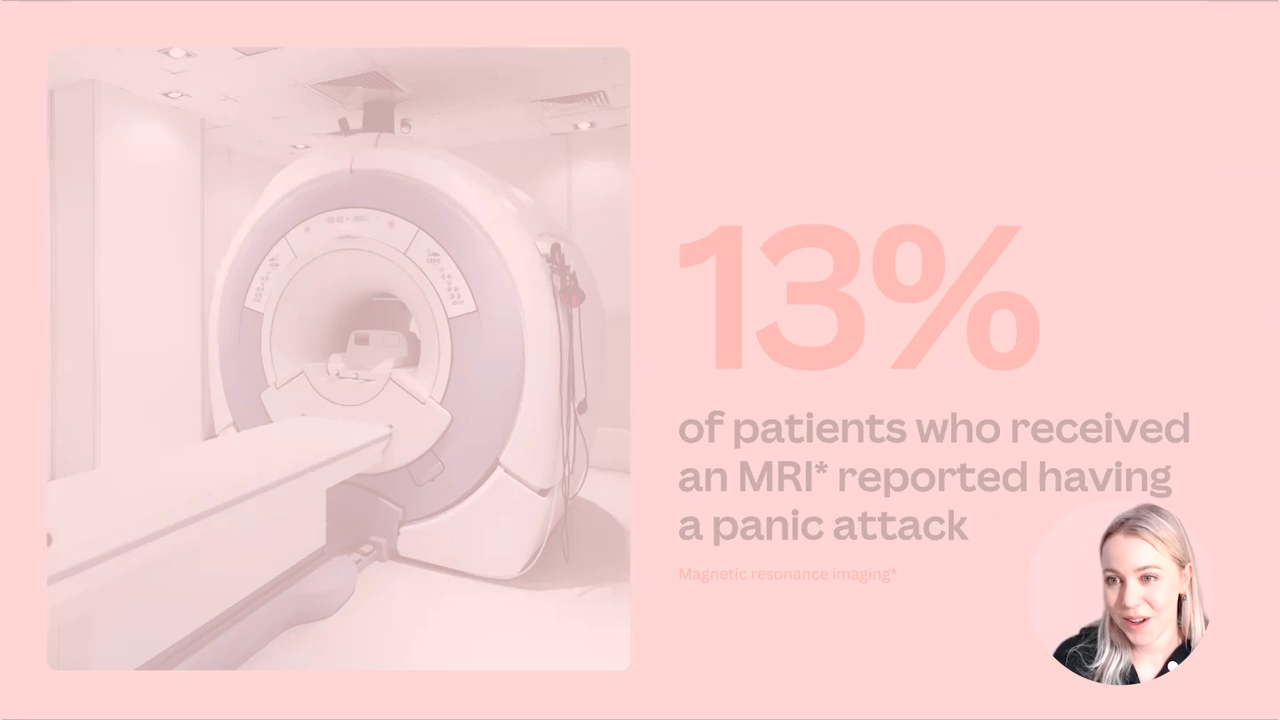 13%
of patients who received
an MRI* reported having
a panic attack
Magnetic resonance imaging*